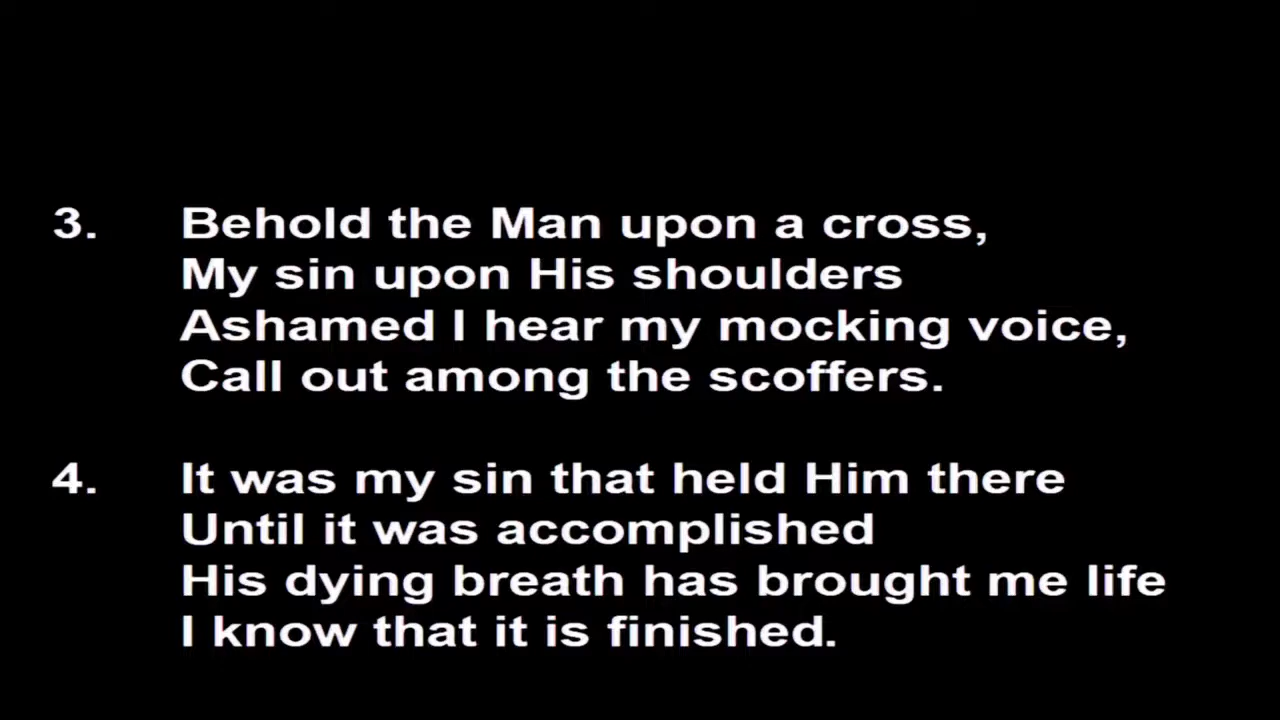 3. Behold the Man upon a cross,
My sin upon His shoulders
Ashamed I hear my mocking voice,
Call out among the scoffers.
4. It was my sin that held Him there
Until it was accomplished
His dying breath has brought me life
I know that it is finished.